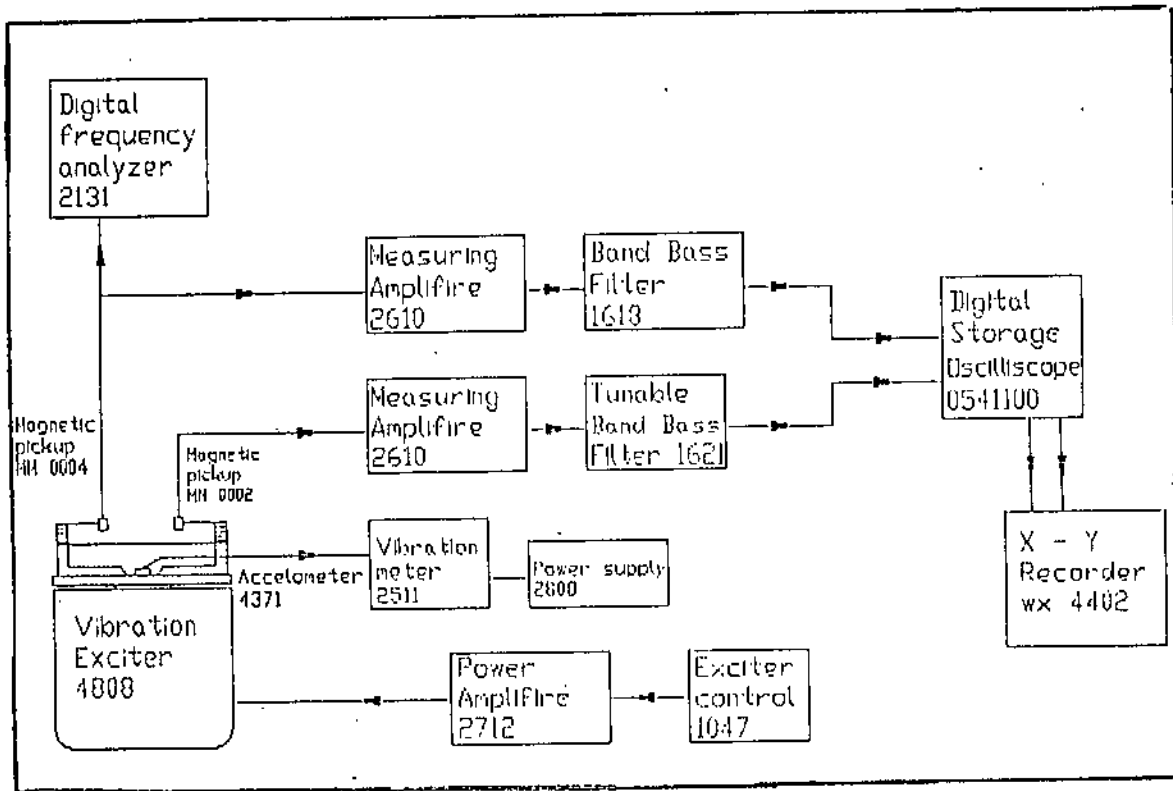 Digital
frequency
analyzer
2131
Measuring
Amplifire
2610
Band Bass
Filter
1618
Digital
Storage
Oscilliscope
0541100
Measuring
Amplifire
2610
Tunable
Band Bass
Filter 1621
Magnetic
pickup
MM 0004
Magnetic
pickup
MM 0002
Vibration
meter
2511
Power supply
2800
Accelometer
4371
X - Y
Recorder
wx 4402
Vibration
Exciter
4808
Power
Amplifire
2712
Exciter
control
1047